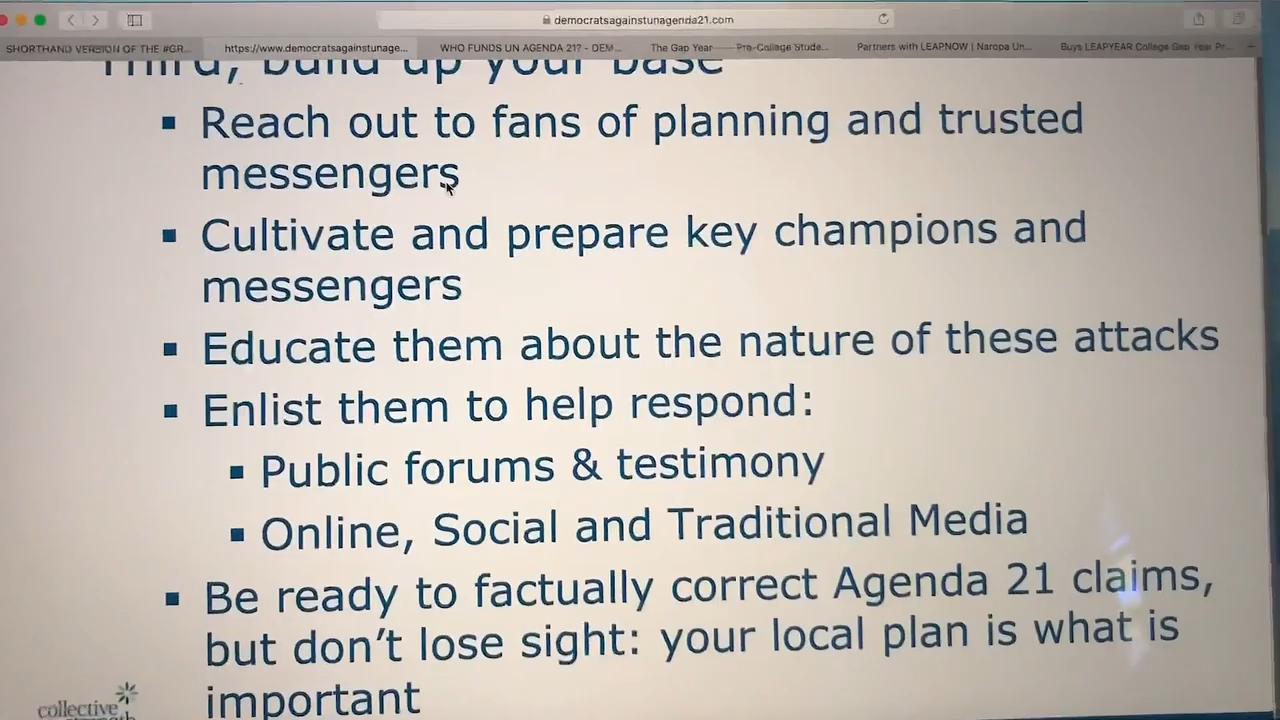 democratsagainstunagenda21.com
SHORTHAND VERSION OF THE #GR...
https://www.democratsagainstunage...
WHO FUNDS UN AGENDA 21? - DEM...
The Gap Year —— Pre-College Stude...
Partners with LEAPNOW | Naropa Un...
Buys LEAPYEAR College Gap Year Pr...
Third, build up your base
▪ Reach out to fans of planning and trusted
messengers
▪ Cultivate and prepare key champions and
messengers
▪ Educate them about the nature of these attacks
▪ Enlist them to help respond:
▪ Public forums & testimony
▪ Online, Social and Traditional Media
▪ Be ready to factually correct Agenda 21 claims,
but don't lose sight: your local plan is what is
important
collective